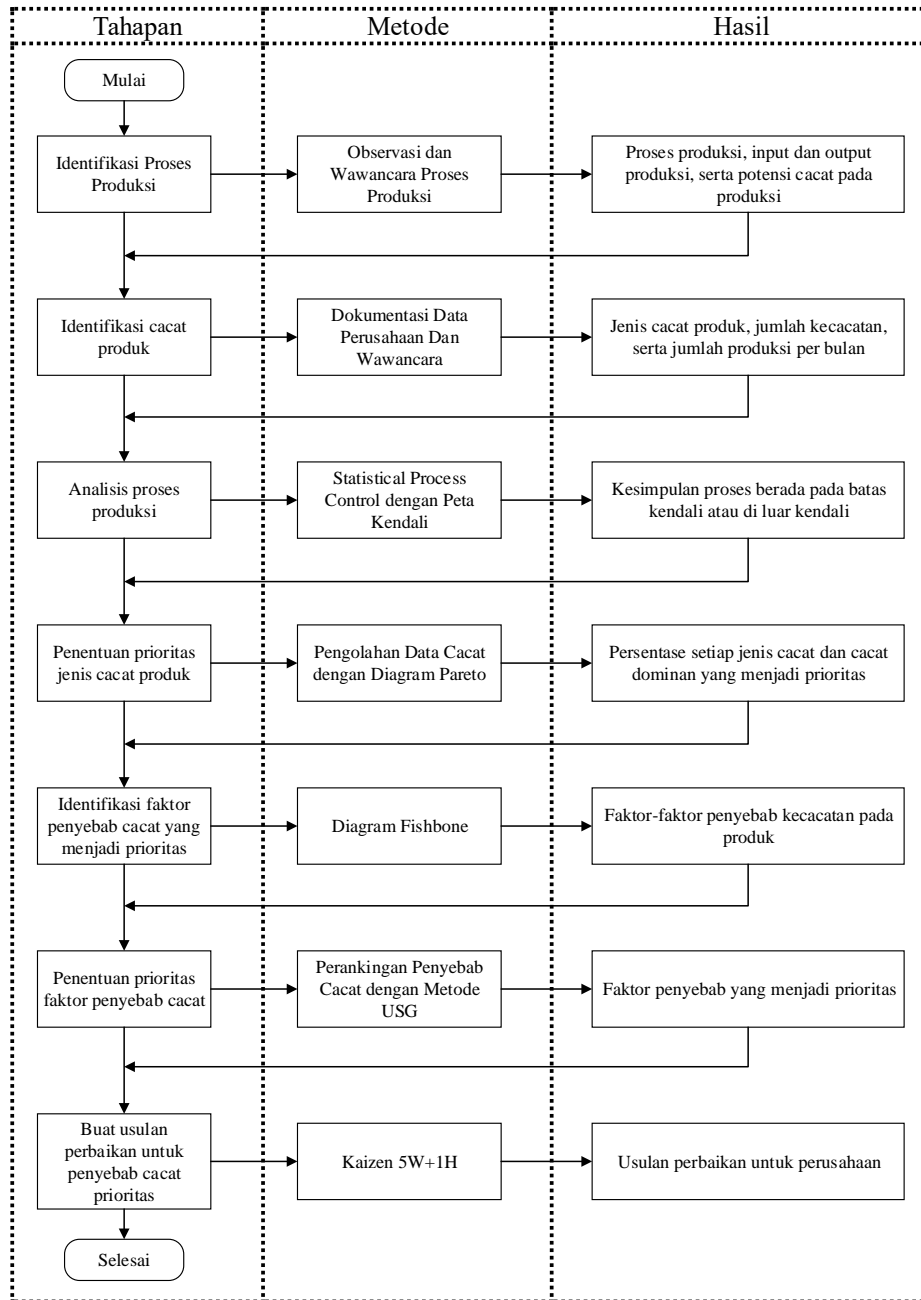 Tahapan
Metode
Hasil
Mulai
Identifikasi Proses
Produksi
Observasi dan
Wawancara Proses
Produksi
Proses produksi, input dan output
produksi, serta potensi cacat pada
produksi
Identifikasi cacat
produk
Dokumentasi Data
Perusahaan Dan
Wawancara
Jenis cacat produk, jumlah kecacatan,
serta jumlah produksi per bulan
Analisis proses
produksi
Statistical Process
Control dengan Peta
Kendali
Kesimpulan proses berada pada batas
kendali atau di luar kendali
Penentuan prioritas
jenis cacat produk
Pengolahan Data Cacat
dengan Diagram Pareto
Persentase setiap jenis cacat dan cacat
dominan yang menjadi prioritas
Identifikasi faktor
penyebab cacat yang
menjadi prioritas
Diagram Fishbone
Faktor-faktor penyebab kecacatan pada
produk
Penentuan prioritas
faktor penyebab cacat
Perankingan Penyebab
Cacat dengan Metode
USG
Faktor penyebab yang menjadi prioritas
Buat usulan
perbaikan untuk
penyebab cacat
prioritas
Kaizen 5W+1H
Usulan perbaikan untuk perusahaan
Selesai